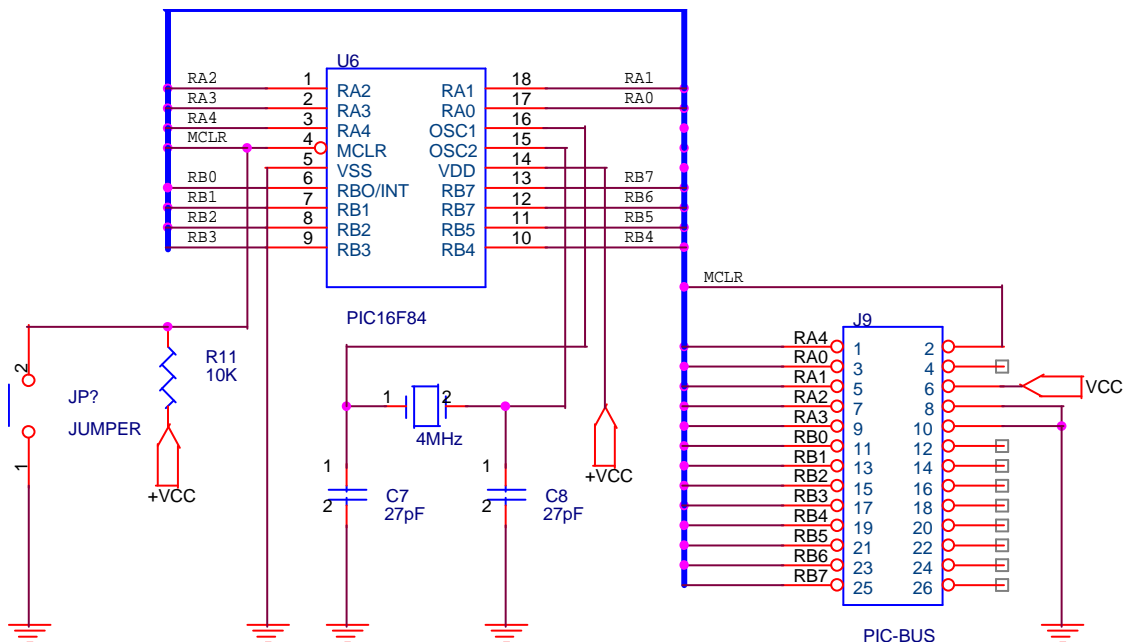 U6
RA2 1 RA2 RA1 18 RA1
RA3 2 RA3 RA0 17 RA0
RA4 3 RA4 OSC1 16
MCLR 4 MCLR OSC2 15
5 VSS VDD 14
RB0 6 RBO/INT RB7 13 RB7
RB1 7 RB1 RB7 12 RB6
RB2 8 RB2 RB5 11 RB5
RB3 9 RB3 RB4 10 RB4
PIC16F84
MCLR
J9
RA4 1 2
RA0 3 4
RA1 5 6 VCC
RA2 7 8
RA3 9 10
RB0 11 12
RB1 13 14
RB2 15 16
RB3 17 18
RB4 19 20
RB5 21 22
RB6 23 24
RB7 25 26
PIC-BUS
R11
10K
2
JP?
JUMPER
1
+VCC
1 2
4MHz
+VCC
1
C7
2
27pF
1
C8
2
27pF